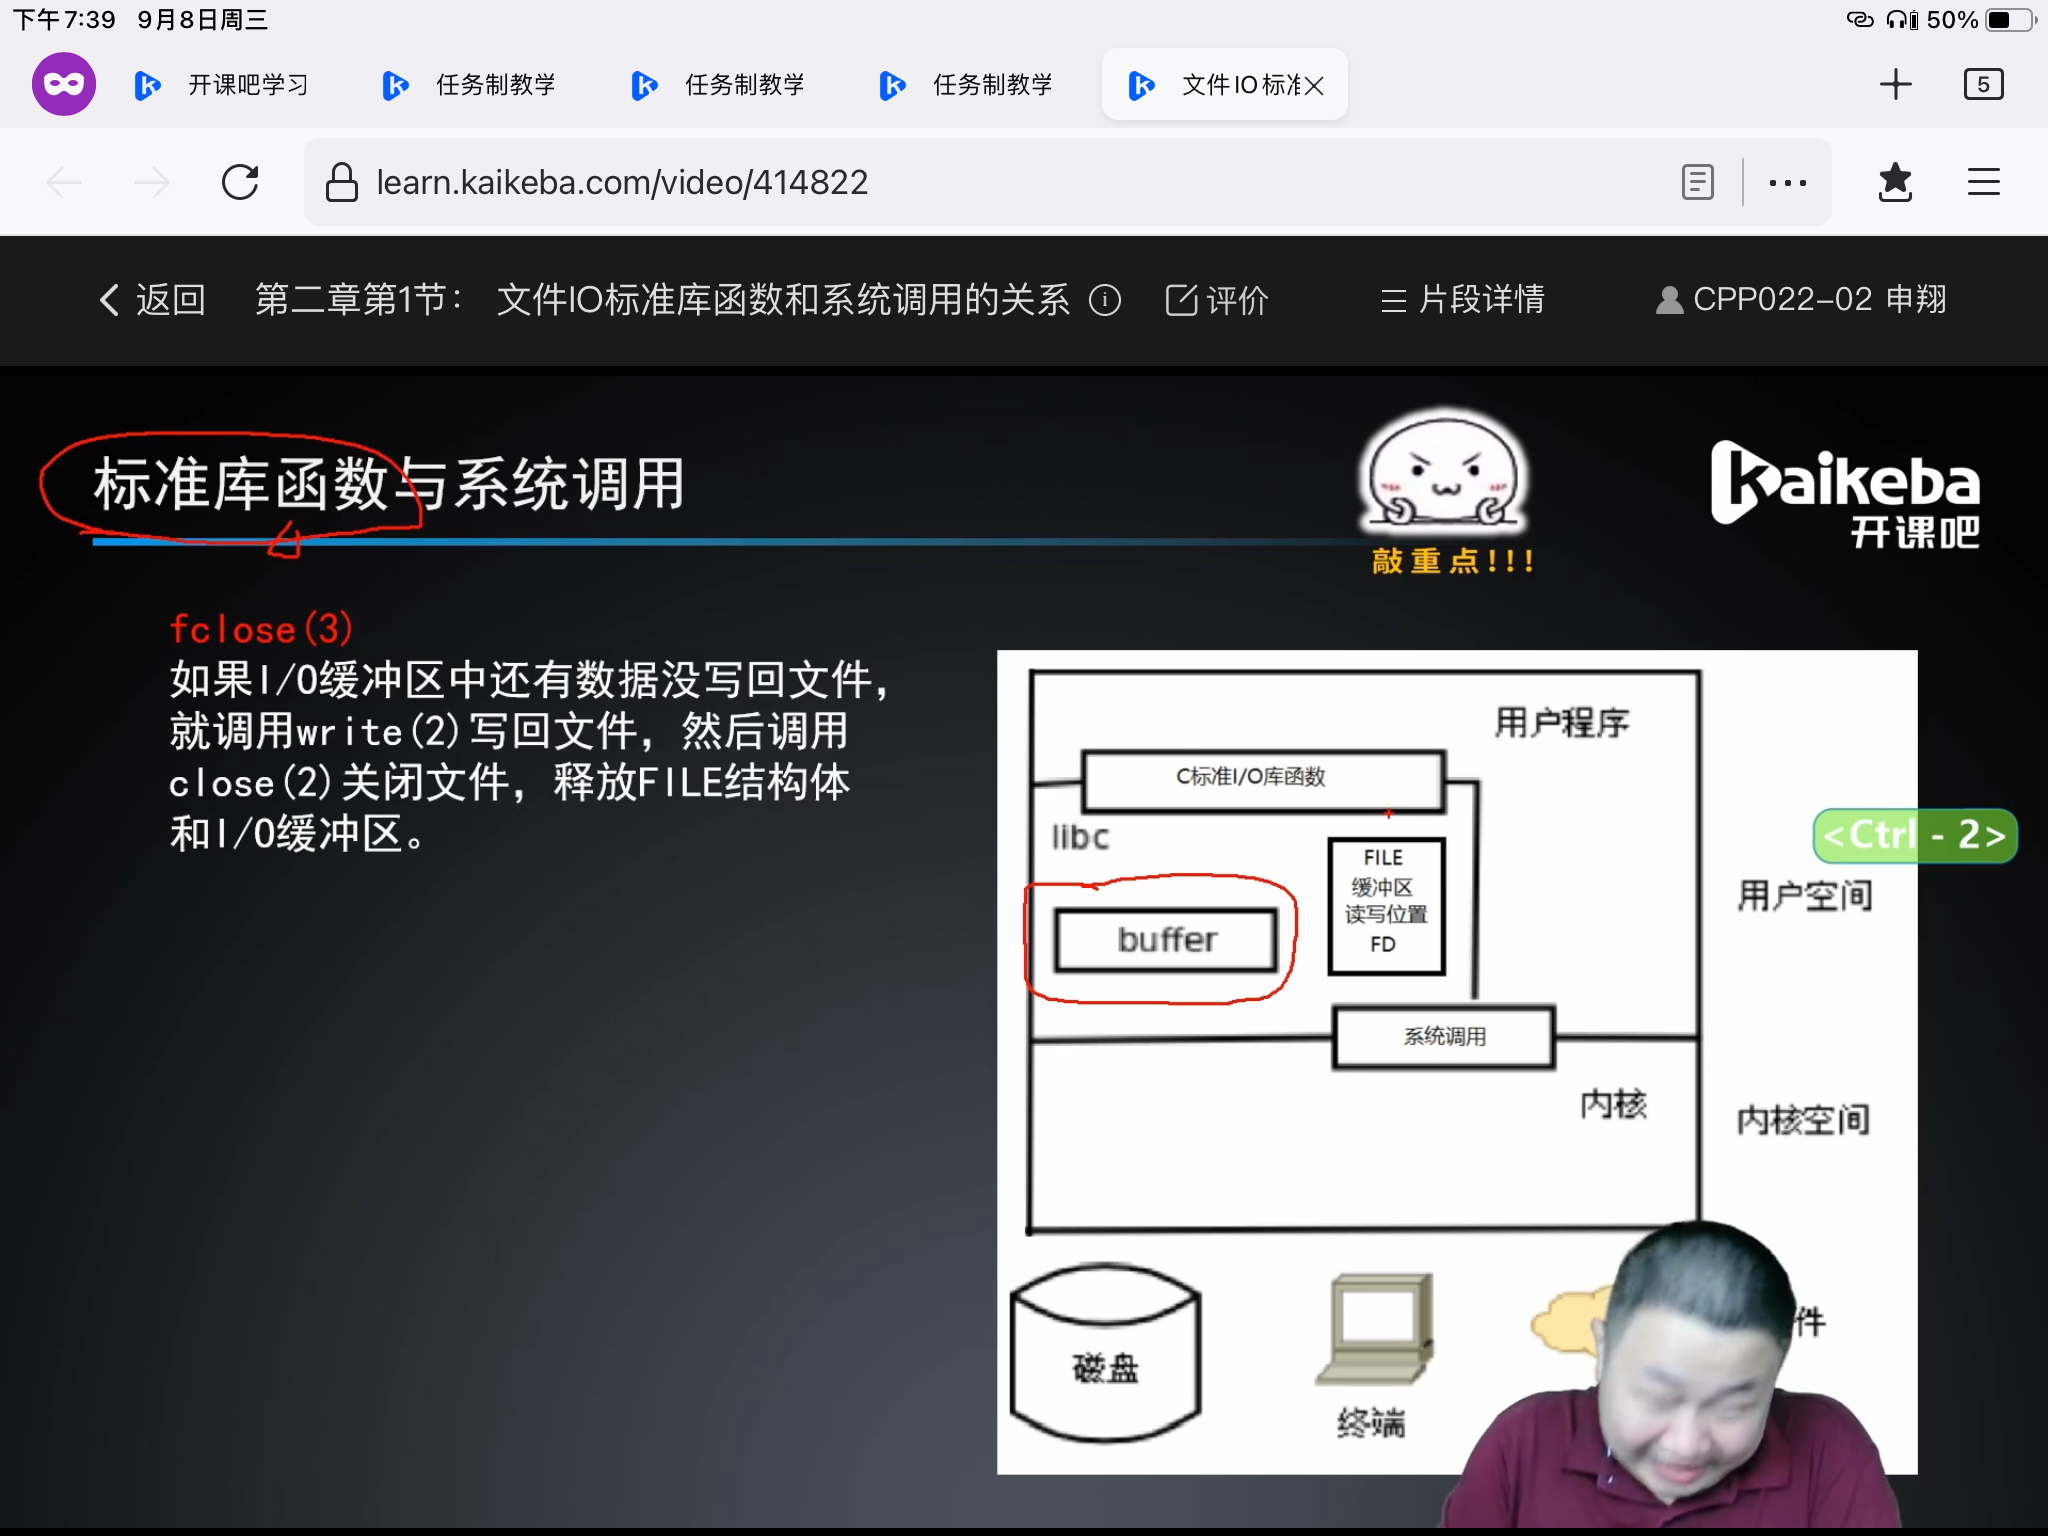 下午7:39 9月8日周三
50%
开课吧学习
任务制教学
任务制教学
任务制教学
文件IO标准
5
learn.kaikeba.com/video/414822
返回
第二章第1节： 文件IO标准库函数和系统调用的关系
评价
片段详情
CPP022-02 申翔
标准库函数与系统调用
敲重点!!!
kaikeba
开课吧
fclose(3)
如果I/O缓冲区中还有数据没写回文件，
就调用write(2)写回文件，然后调用
close(2)关闭文件，释放FILE结构体
和I/O缓冲区。
用户程序
C标准I/O库函数
libc
FILE
缓冲区
读写位置
FD
buffer
<Ctrl - 2>
用户空间
系统调用
内核
内核空间
磁盘
终端
件